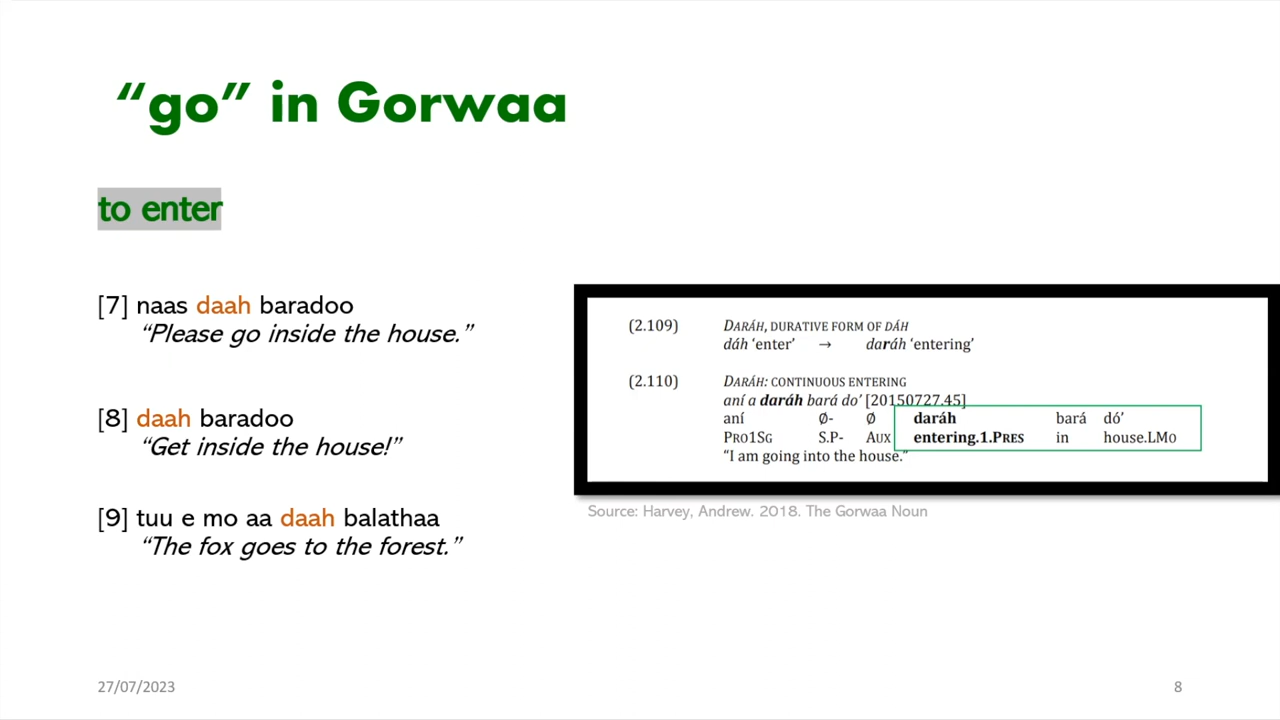 “go” in Gorwaa
to enter
[7] naas daah baradoo
“Please go inside the house.”
[8] daah baradoo
“Get inside the house!”
[9] tuu e mo aa daah balathaa
“The fox goes to the forest.”
(2.109) DARÁH, DURATIVE FORM OF DÁH
dáh ‘enter’ → daráh ‘entering’
(2.110) DARÁH: CONTINUOUS ENTERING
aní a daráh bará do’ [20150727.45]
aní Ø- Ø daráh bará dó’
PRO1SG S.P- AUX entering.1.PRES in house.LMO
“I am going into the house.”
Source: Harvey, Andrew. 2018. The Gorwaa Noun
27/07/2023
8